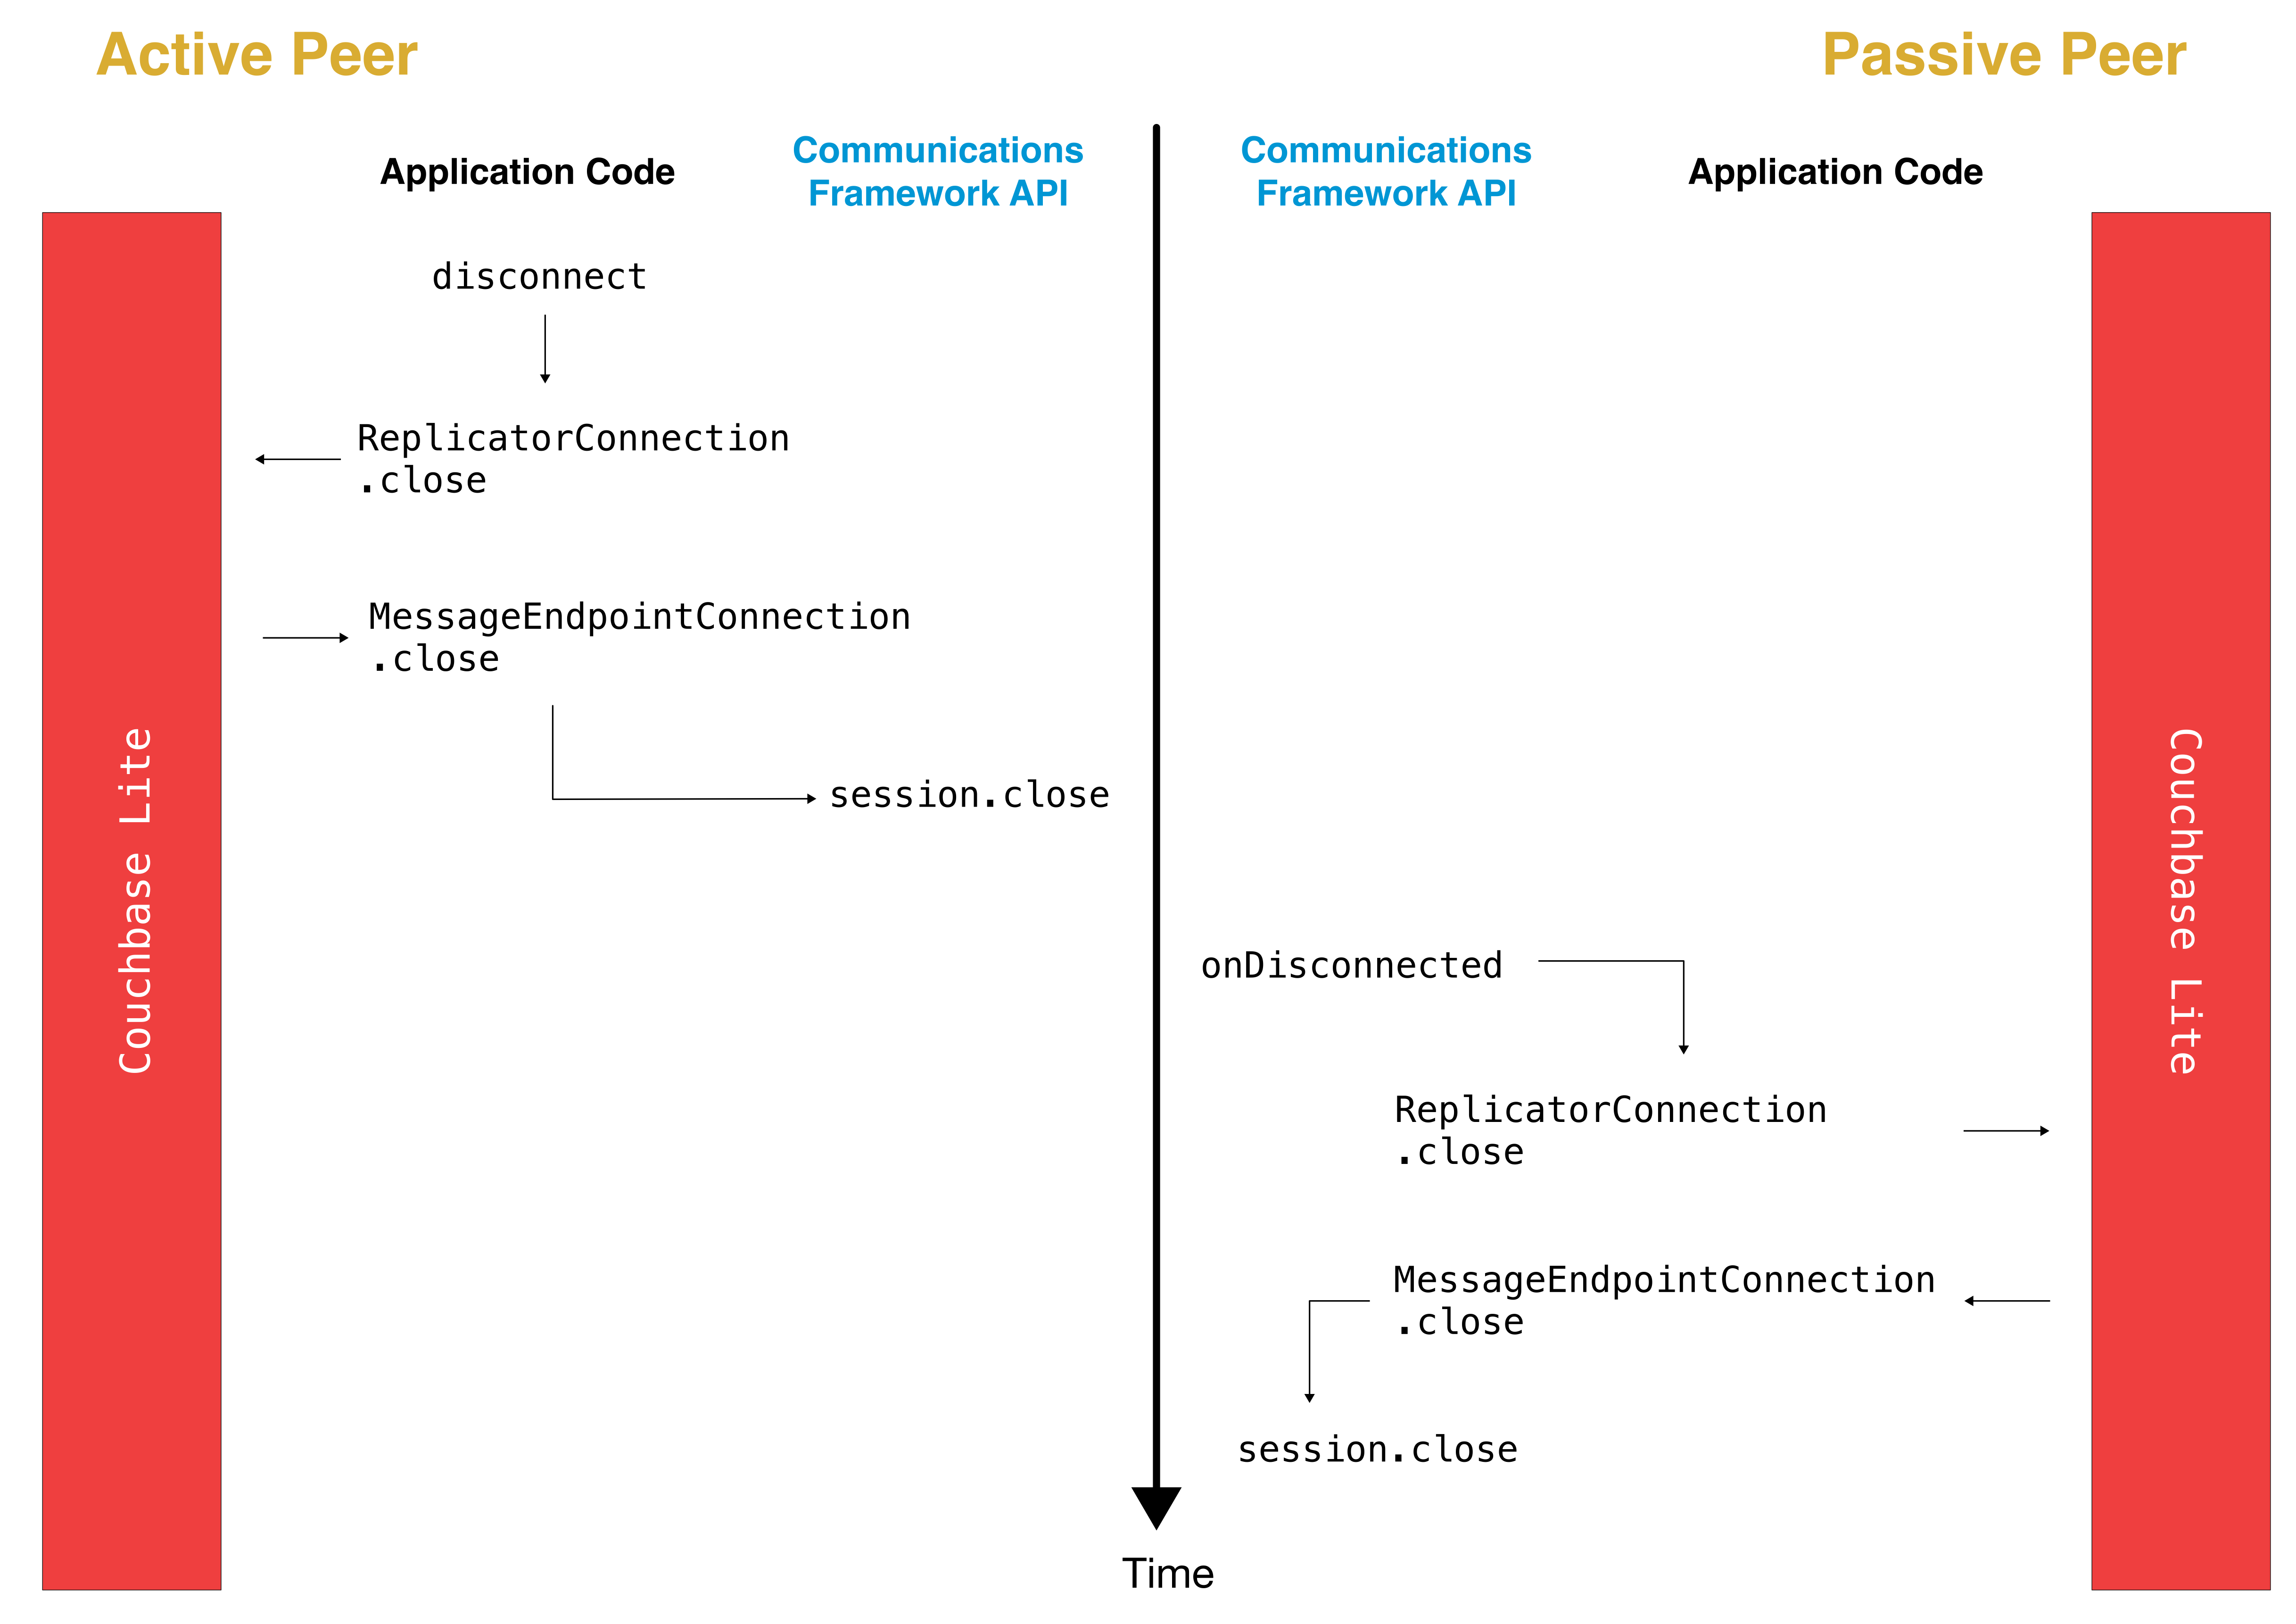 Active Peer
Passive Peer
Application Code
Communications
Framework API
Communications
Framework API
Application Code
disconnect
ReplicatorConnection
.close
MessageEndpointConnection
.close
session.close
Couchbase Lite
Couchbase Lite
onDisconnected
ReplicatorConnection
.close
MessageEndpointConnection
.close
session.close
Time